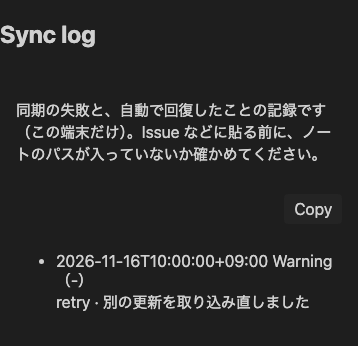 Sync log
同期の失敗と、自動で回復したことの記録です
（この端末だけ）。Issue などに貼る前に、ノー
トのパスが入っていないか確かめてください。
Copy
• 2026-11-16T10:00:00+09:00 Warning
（-）
retry · 別の更新を取り込み直しました